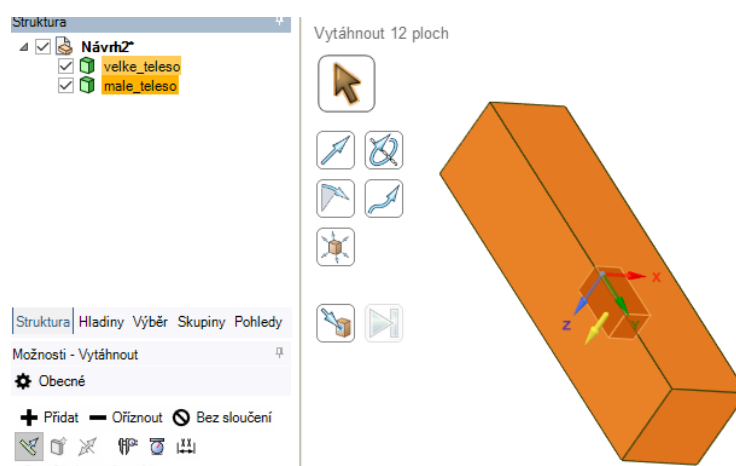 Struktura
Návrh2*
velke_teleso
male_teleso
Vytáhnout 12 ploch
X
Y
Z
Struktura Hladiny Výběr Skupiny Pohledy
Možnosti - Vytáhnout
Obecné
Přidat Oříznout Bez sloučení